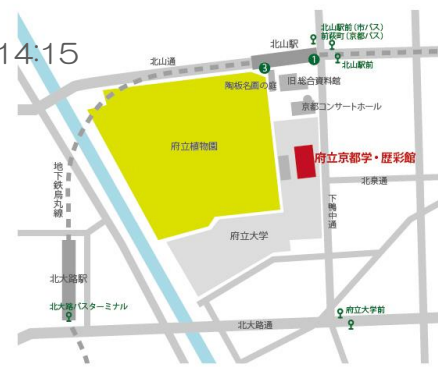 14:15
北山駅前(市バス)
前萩町(京都バス)
北山駅
北山駅前
北山通
3
1
陶板名画の庭
旧総合資料館
京都コンサートホール
府立植物園
府立京都学・歴彩館
北泉通
地下鉄烏丸線
下鴨中通
府立大学
北大路駅
北大路バスターミナル
府立大学前
北大路通